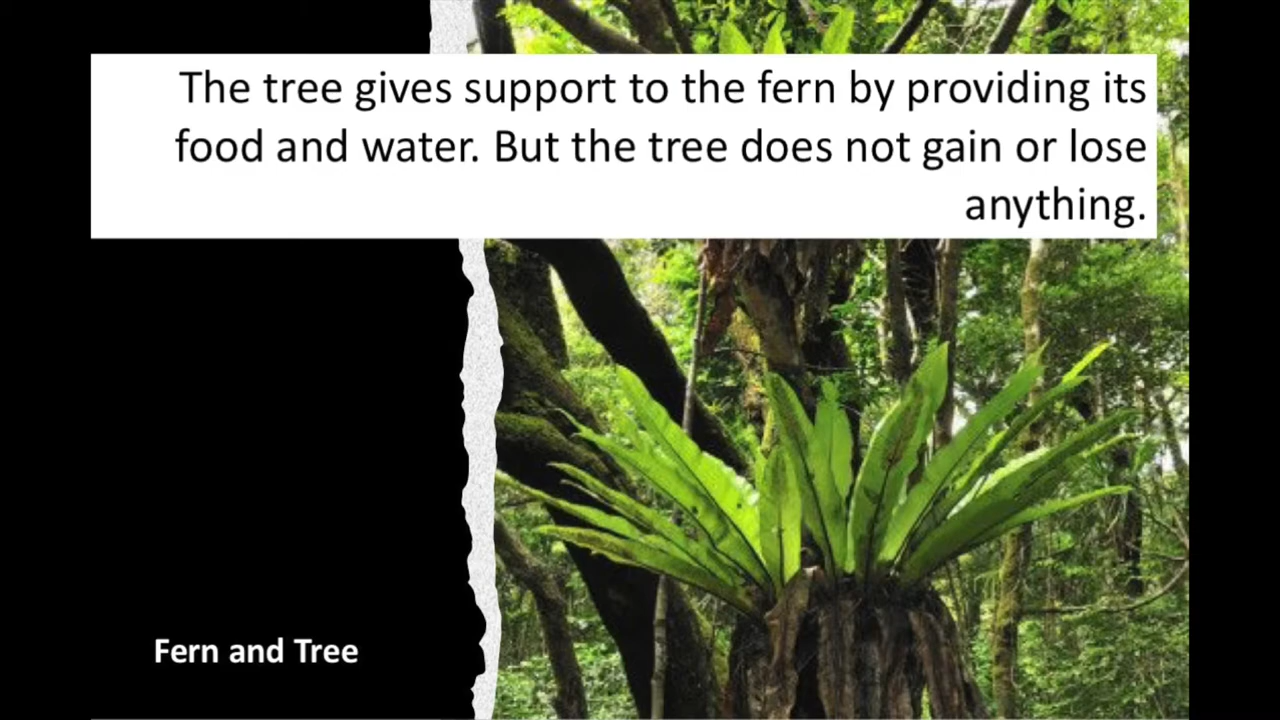 The tree gives support to the fern by providing its
food and water. But the tree does not gain or lose
anything.
Fern and Tree